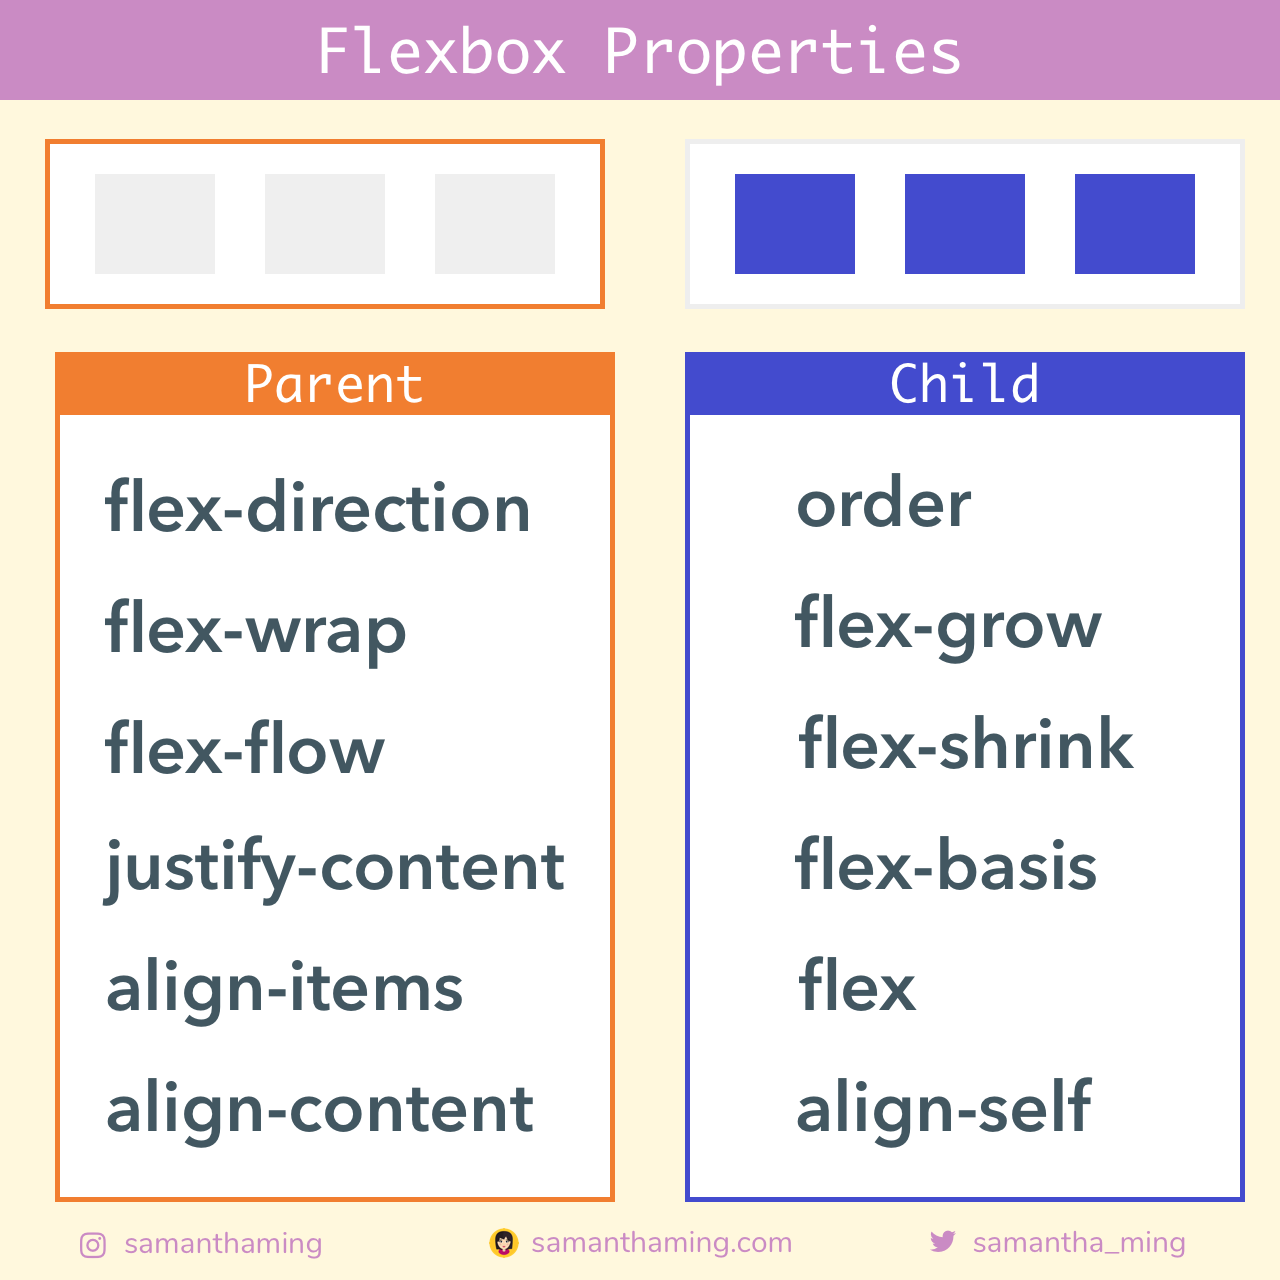 Flexbox Properties
Parent
flex-direction
flex-wrap
flex-flow
justify-content
align-items
align-content
Child
order
flex-grow
flex-shrink
flex-basis
flex
align-self
samanthaming
samanthaming.com
samantha_ming